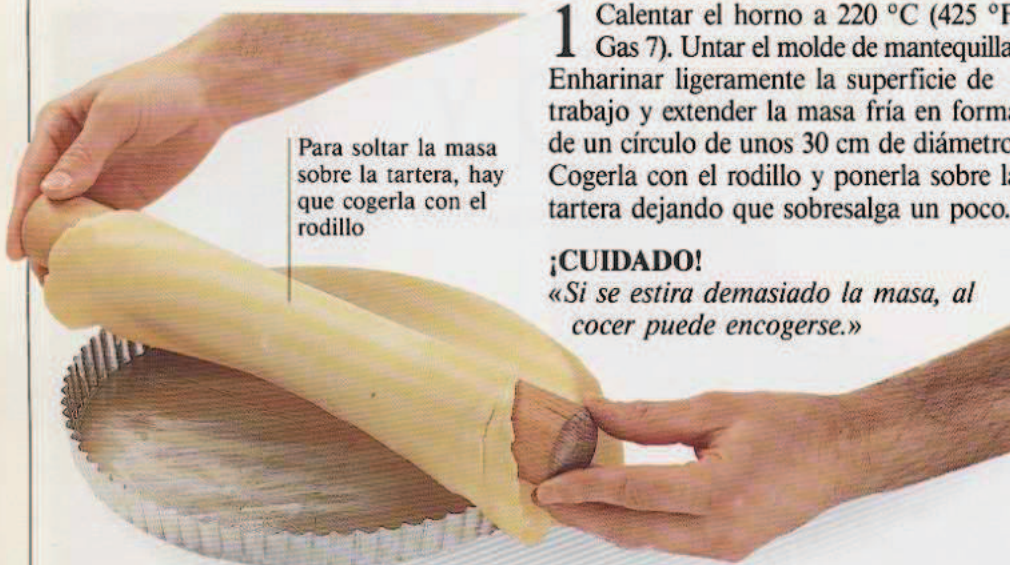 1 Calentar el horno a 220 °C (425 °F
Gas 7). Untar el molde de mantequilla
Enharinar ligeramente la superficie de
trabajo y extender la masa fría en forma
de un círculo de unos 30 cm de diámetro
Cogerla con el rodillo y ponerla sobre la
tartera dejando que sobresalga un poco.
¡CUIDADO!
«Si se estira demasiado la masa, al
cocer puede encogerse.»
Para soltar la masa
sobre la tartera, hay
que cogerla con el
rodillo